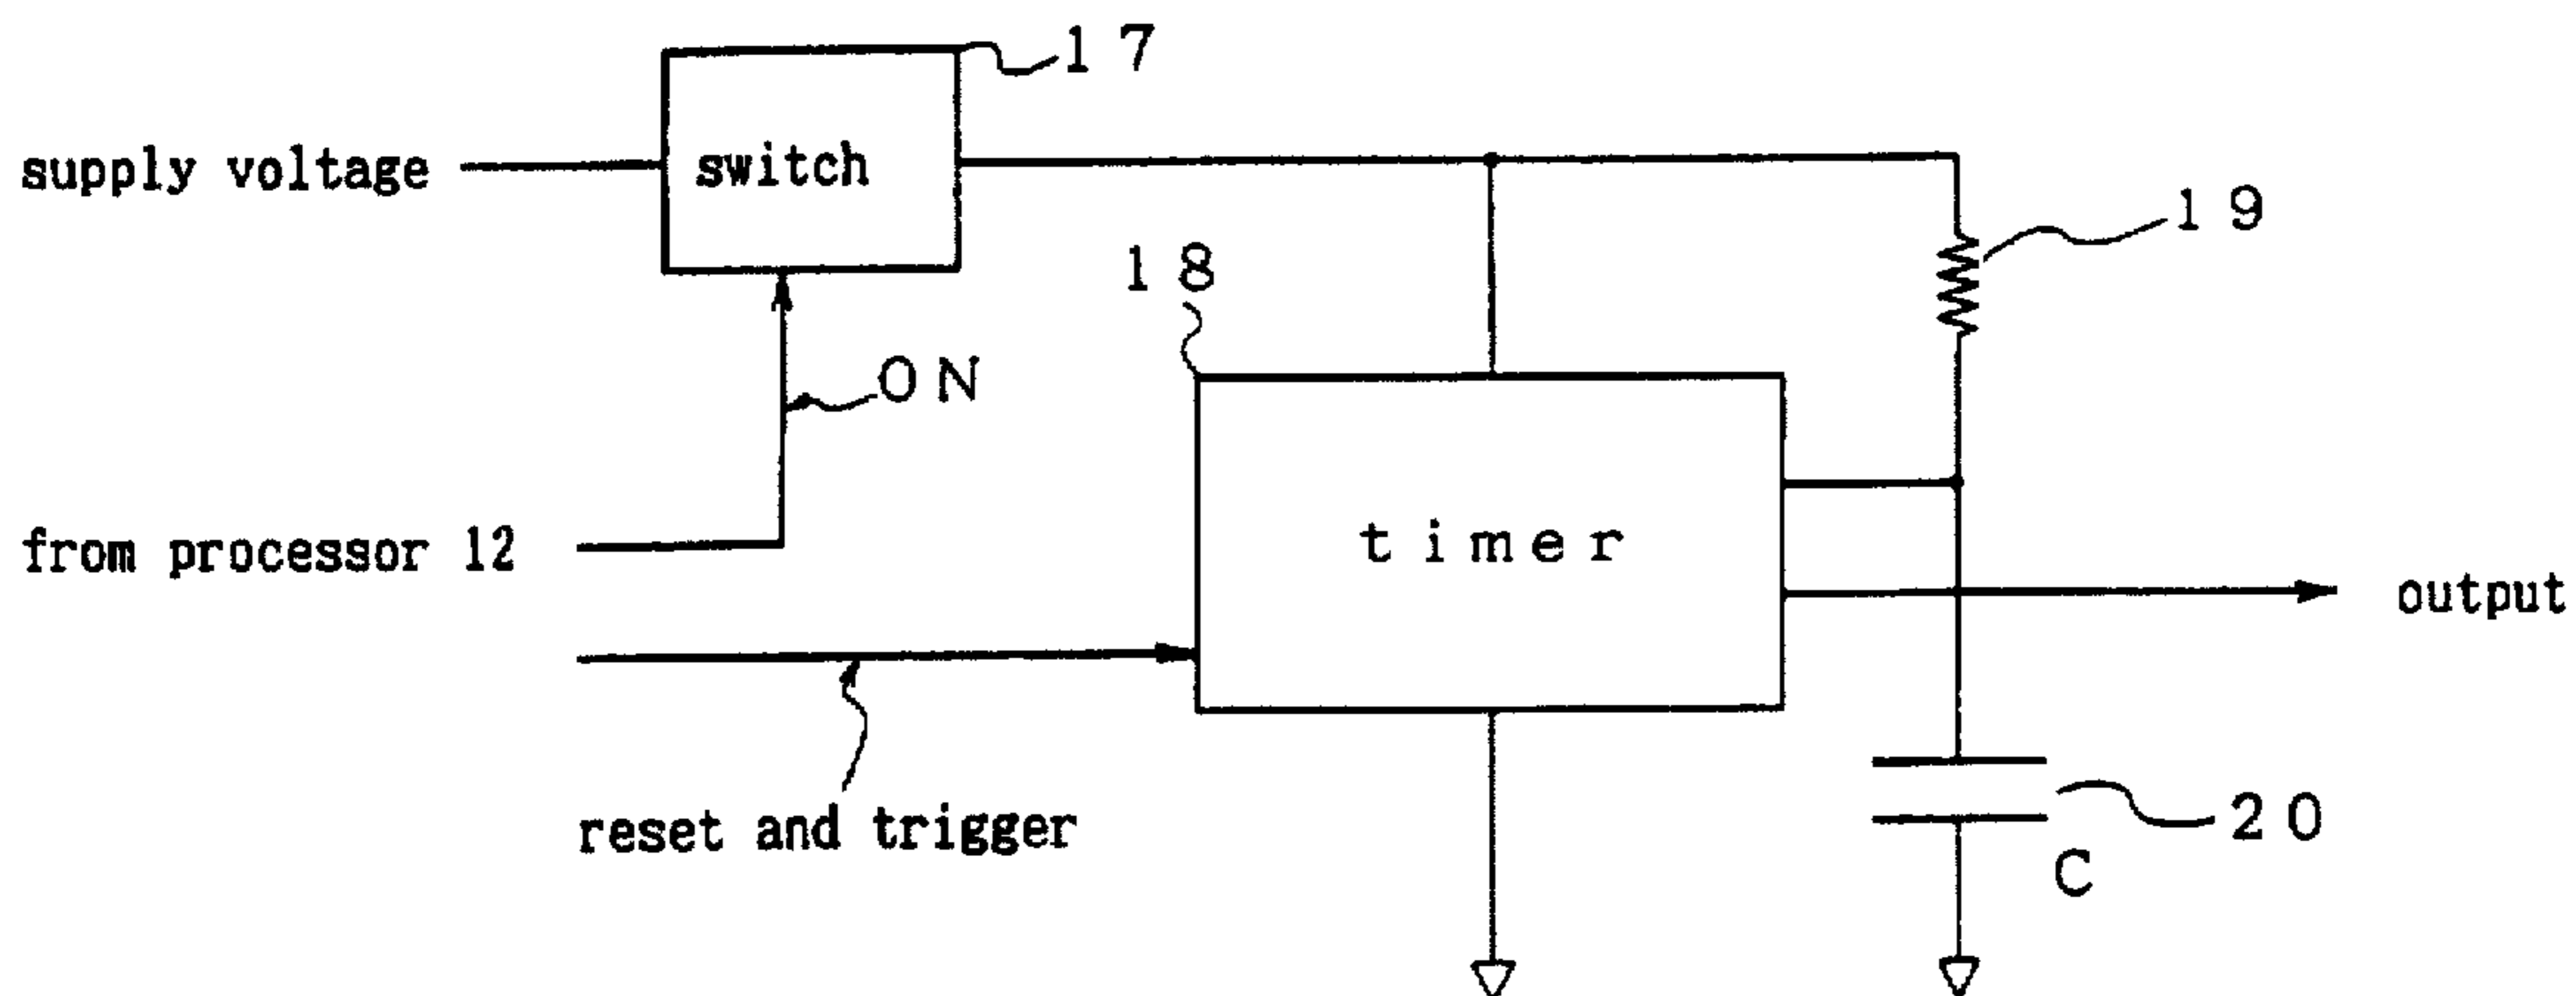 17
supply voltage
switch
19
18
ON
from processor 12
timer
output
reset and trigger
20
C